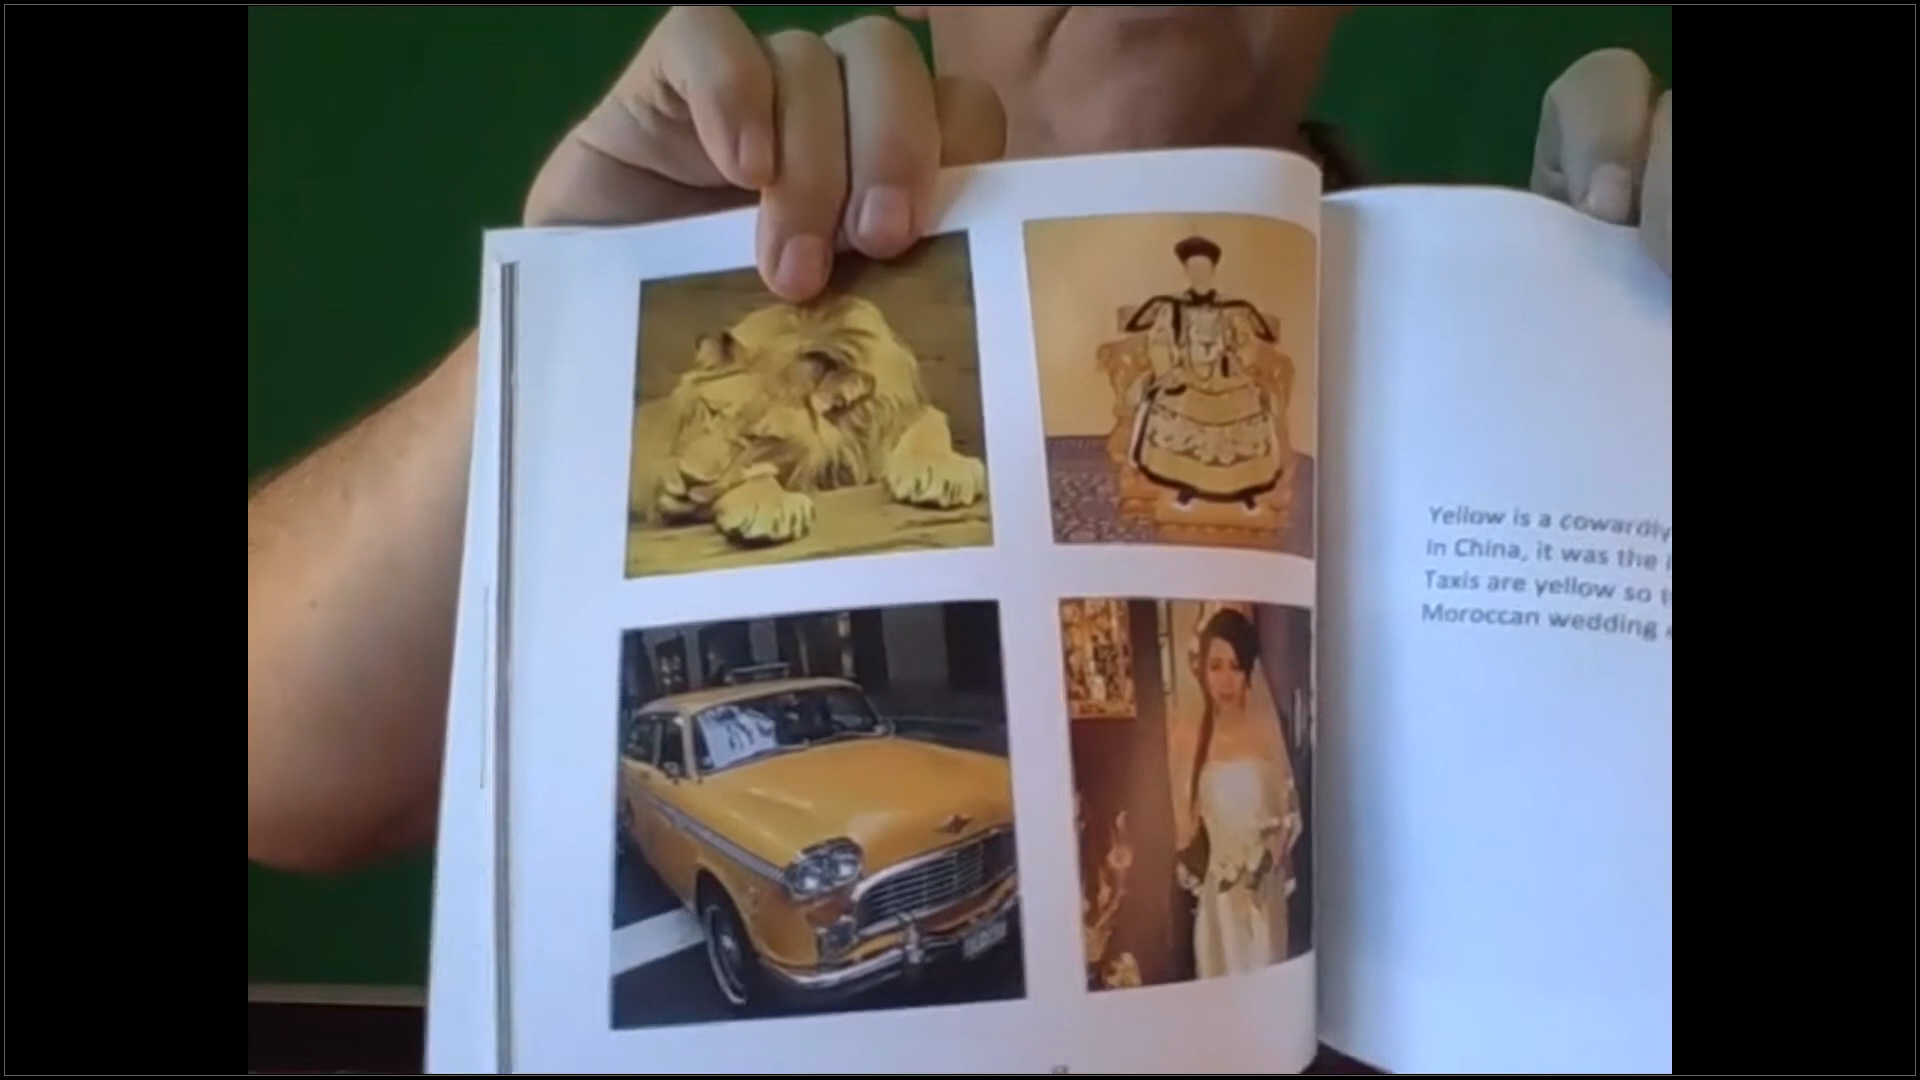 Yellow is a cowardly
In China, it was the
Taxis are yellow so
Moroccan wedding